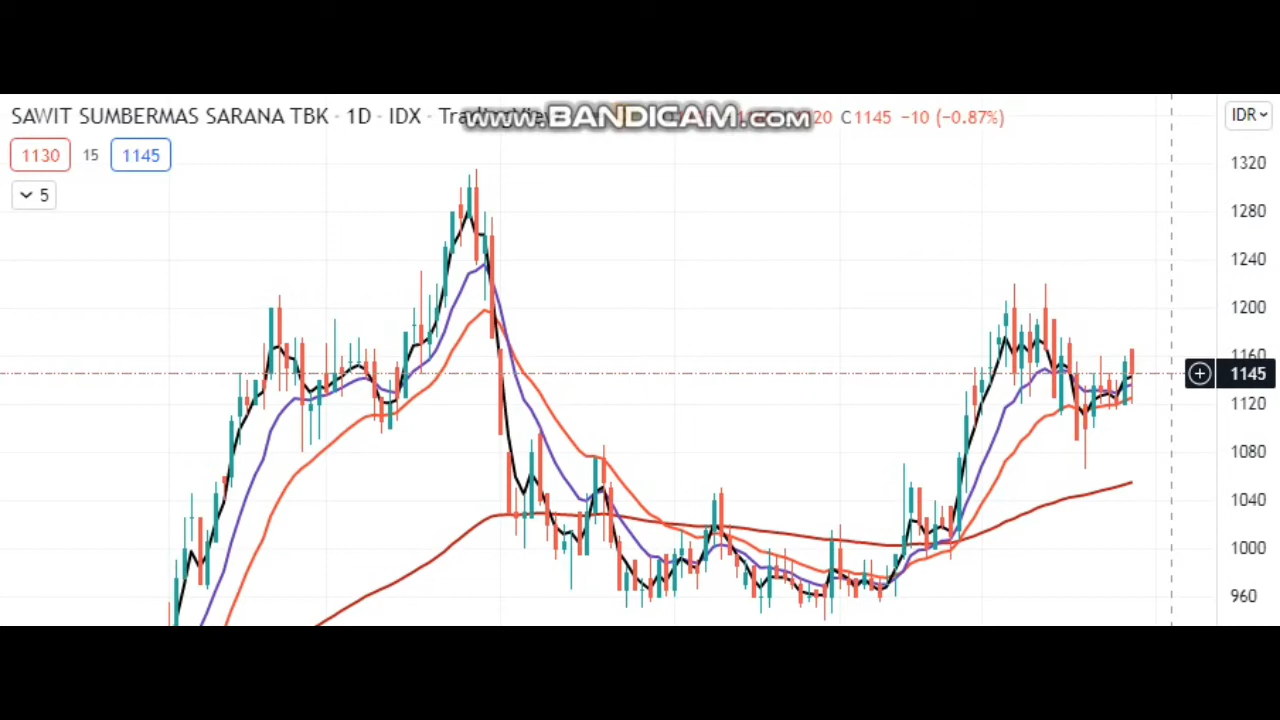 SAWIT SUMBERMAS SARANA TBK · 1D · IDX ·
www.BANDICAM.com
20 C1145 −10 (−0.87%)
IDR
1130 15 1145
5
1320
1280
1240
1200
1160
1145
1120
1080
1040
1000
960